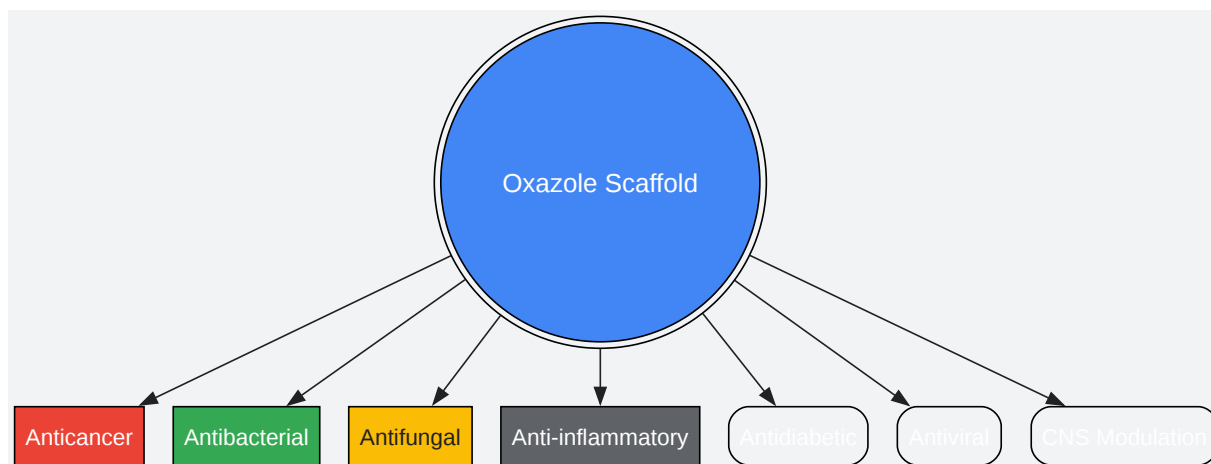 Oxazole Scaffold
Anticancer
Antibacterial
Antifungal
Anti-inflammatory
Antidiabetic
Antiviral
CNS Modulation